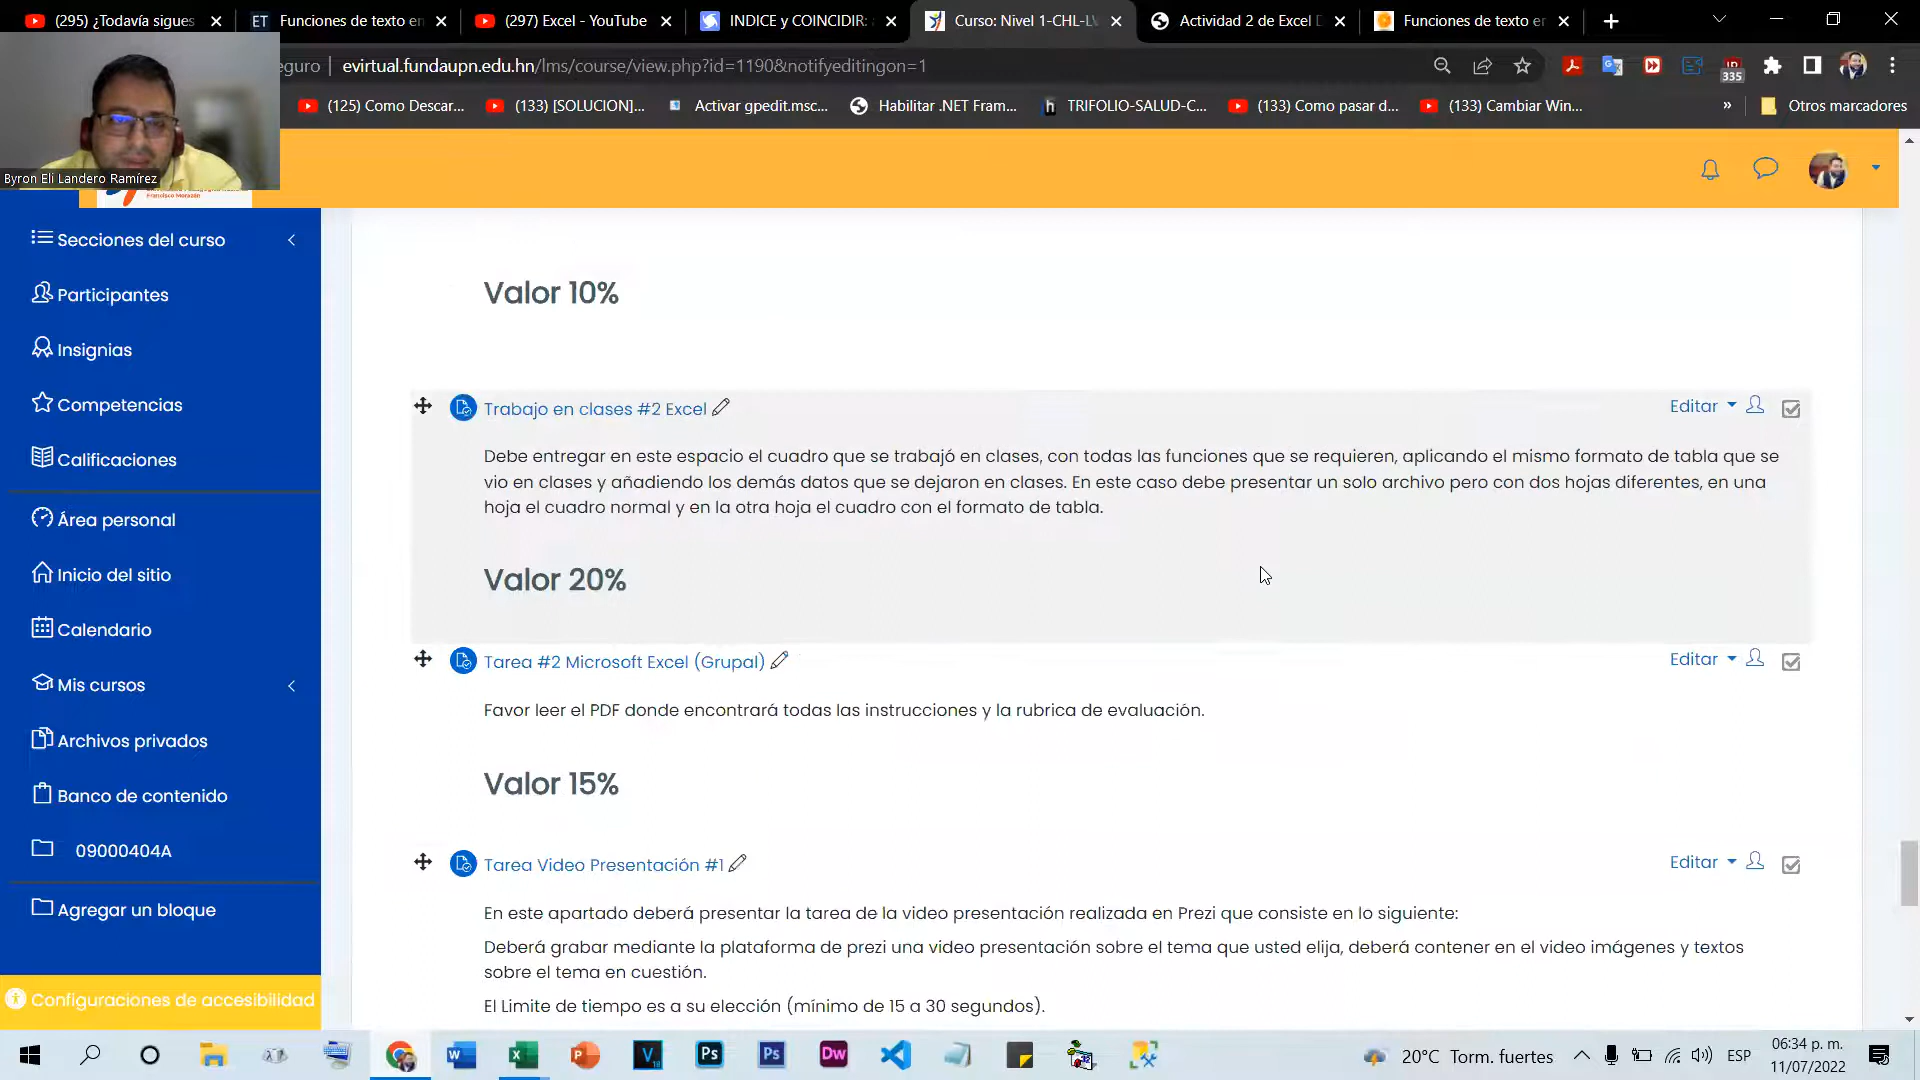 (295) ¿Todavía sigues
Funciones de texto en
(297) Excel - YouTube
INDICE y COINCIDIR:
Curso: Nivel 1-CHL-LV
Actividad 2 de Excel
Funciones de texto en
eguro
evirtual.fundaupn.edu.hn/lms/course/view.php?id=1190&notifyeditingon=1
335
(125) Como Descar...
(133) [SOLUCION]...
Activar gpedit.msc...
Habilitar .NET Fram...
TRIFOLIO-SALUD-C...
(133) Como pasar d...
(133) Cambiar Win...
»
Otros marcadores
Byron Eli Landero Ramírez
Francisco Morazán
Secciones del curso
Participantes
Insignias
Competencias
Calificaciones
Área personal
Inicio del sitio
Calendario
Mis cursos
Archivos privados
Banco de contenido
09000404A
Agregar un bloque
Configuraciones de accesibilidad
Valor 10%
Trabajo en clases #2 Excel
Editar
Debe entregar en este espacio el cuadro que se trabajó en clases, con todas las funciones que se requieren, aplicando el mismo formato de tabla que se
vio en clases y añadiendo los demás datos que se dejaron en clases. En este caso debe presentar un solo archivo pero con dos hojas diferentes, en una
hoja el cuadro normal y en la otra hoja el cuadro con el formato de tabla.
Valor 20%
Tarea #2 Microsoft Excel (Grupal)
Editar
Favor leer el PDF donde encontrará todas las instrucciones y la rubrica de evaluación.
Valor 15%
Tarea Video Presentación #1
Editar
En este apartado deberá presentar la tarea de la video presentación realizada en Prezi que consiste en lo siguiente:
Deberá grabar mediante la plataforma de prezi una video presentación sobre el tema que usted elija, deberá contener en el video imágenes y textos
sobre el tema en cuestión.
El Limite de tiempo es a su elección (mínimo de 15 a 30 segundos).
20°C Torm. fuertes
ESP
06:34 p. m.
11/07/2022